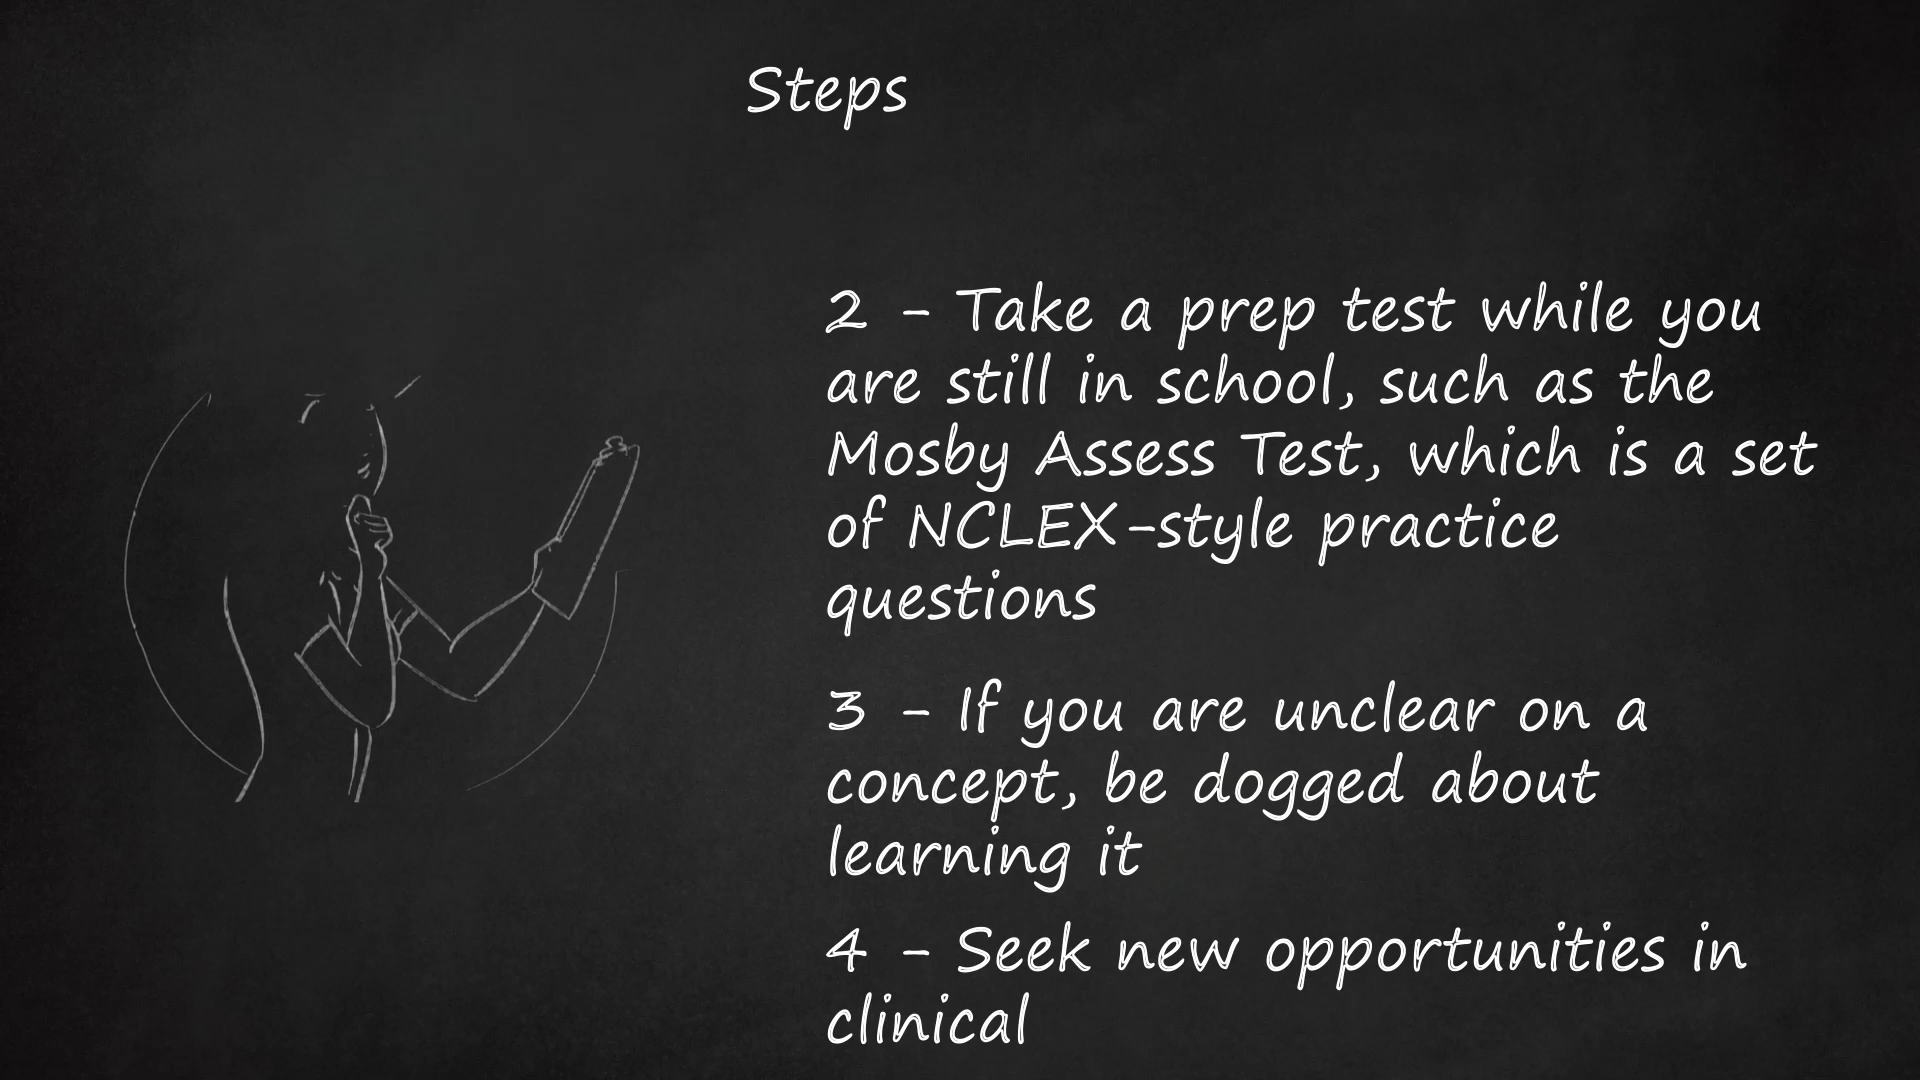 Steps
2 - Take a prep test while you
are still in school, such as the
Mosby Assess Test, which is a set
of NCLEX-style practice
questions
3 - If you are unclear on a
concept, be dogged about
learning it
4 - Seek new opportunities in
clinical